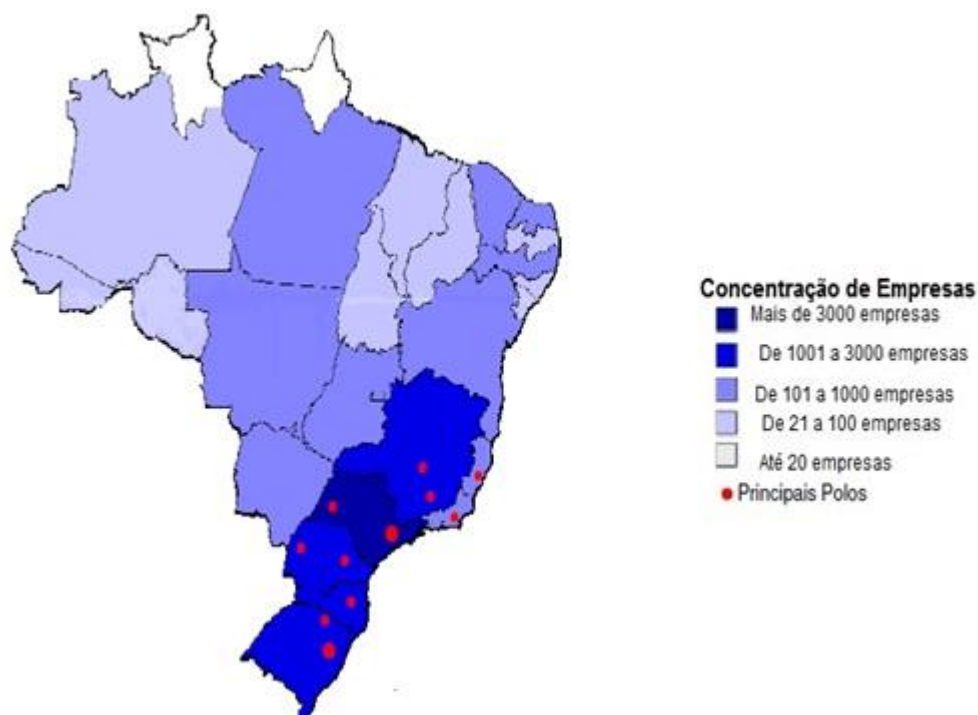 Concentração de Empresas
Mais de 3000 empresas
De 1001 a 3000 empresas
De 101 a 1000 empresas
De 21 a 100 empresas
Até 20 empresas
Principais Polos